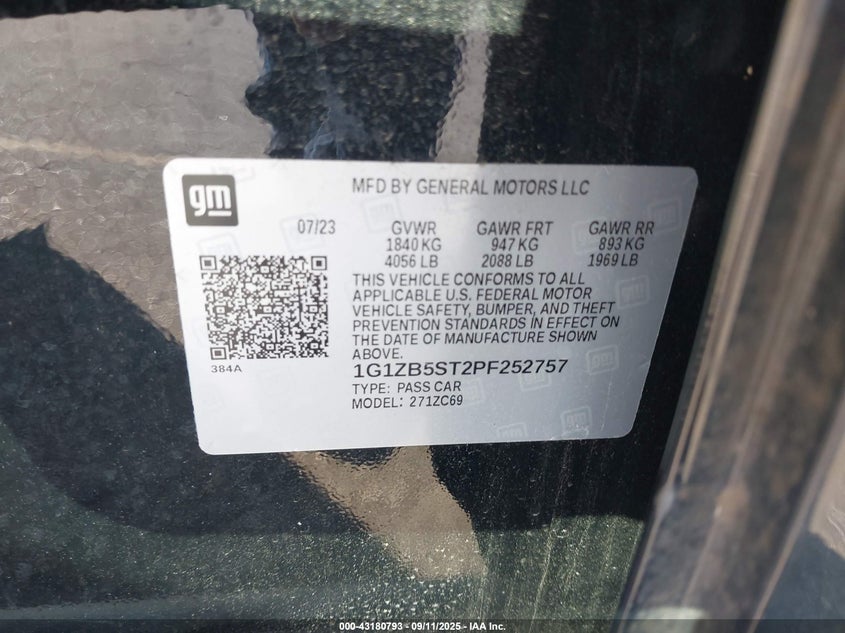 gm
MFD BY GENERAL MOTORS LLC
07/23 GVWR GAWR FRT GAWR RR
1840 KG 947 KG 893 KG
4056 LB 2088 LB 1969 LB
THIS VEHICLE CONFORMS TO ALL
APPLICABLE U.S. FEDERAL MOTOR
VEHICLE SAFETY, BUMPER, AND THEFT
PREVENTION STANDARDS IN EFFECT ON
THE DATE OF MANUFACTURE SHOWN
ABOVE.
384A
1G1ZB5ST2PF252757
TYPE: PASS CAR
MODEL: 271ZC69
000-43180793 - 09/11/2025 - IAA Inc.